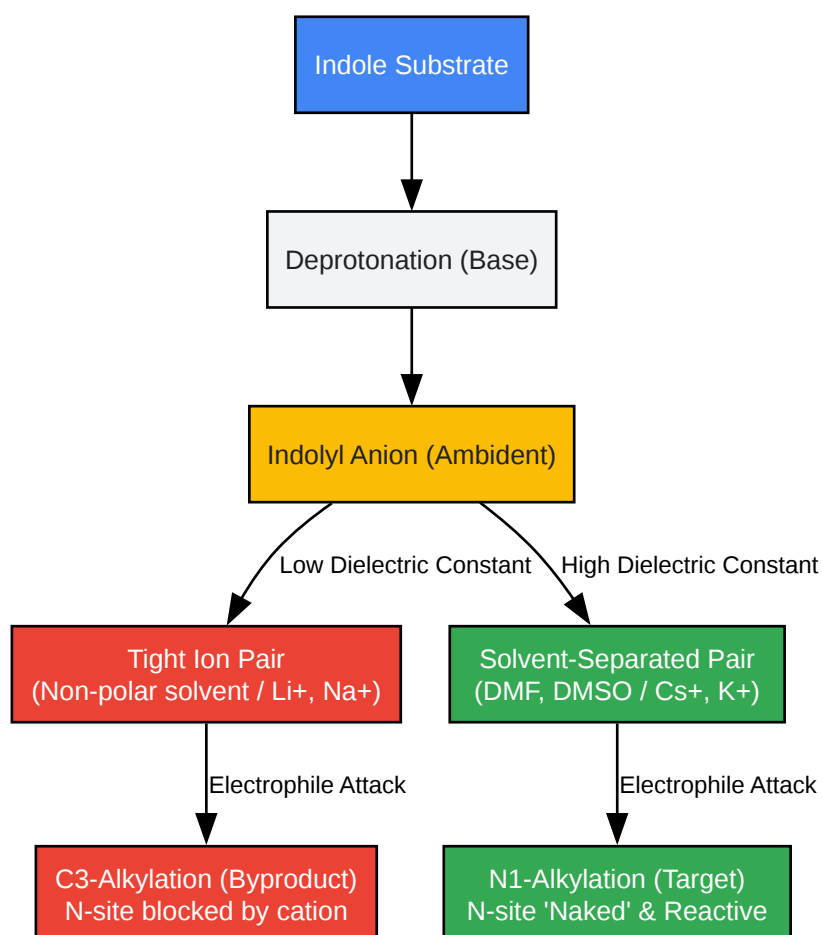 Indole Substrate
Deprotonation (Base)
Indolyl Anion (Ambident)
Low Dielectric Constant
High Dielectric Constant
Tight Ion Pair
(Non-polar solvent / Li+, Na+)
Solvent-Separated Pair
(DMF, DMSO / Cs+, K+)
Electrophile Attack
Electrophile Attack
C3-Alkylation (Byproduct)
N-site blocked by cation
N1-Alkylation (Target)
N-site 'Naked' & Reactive